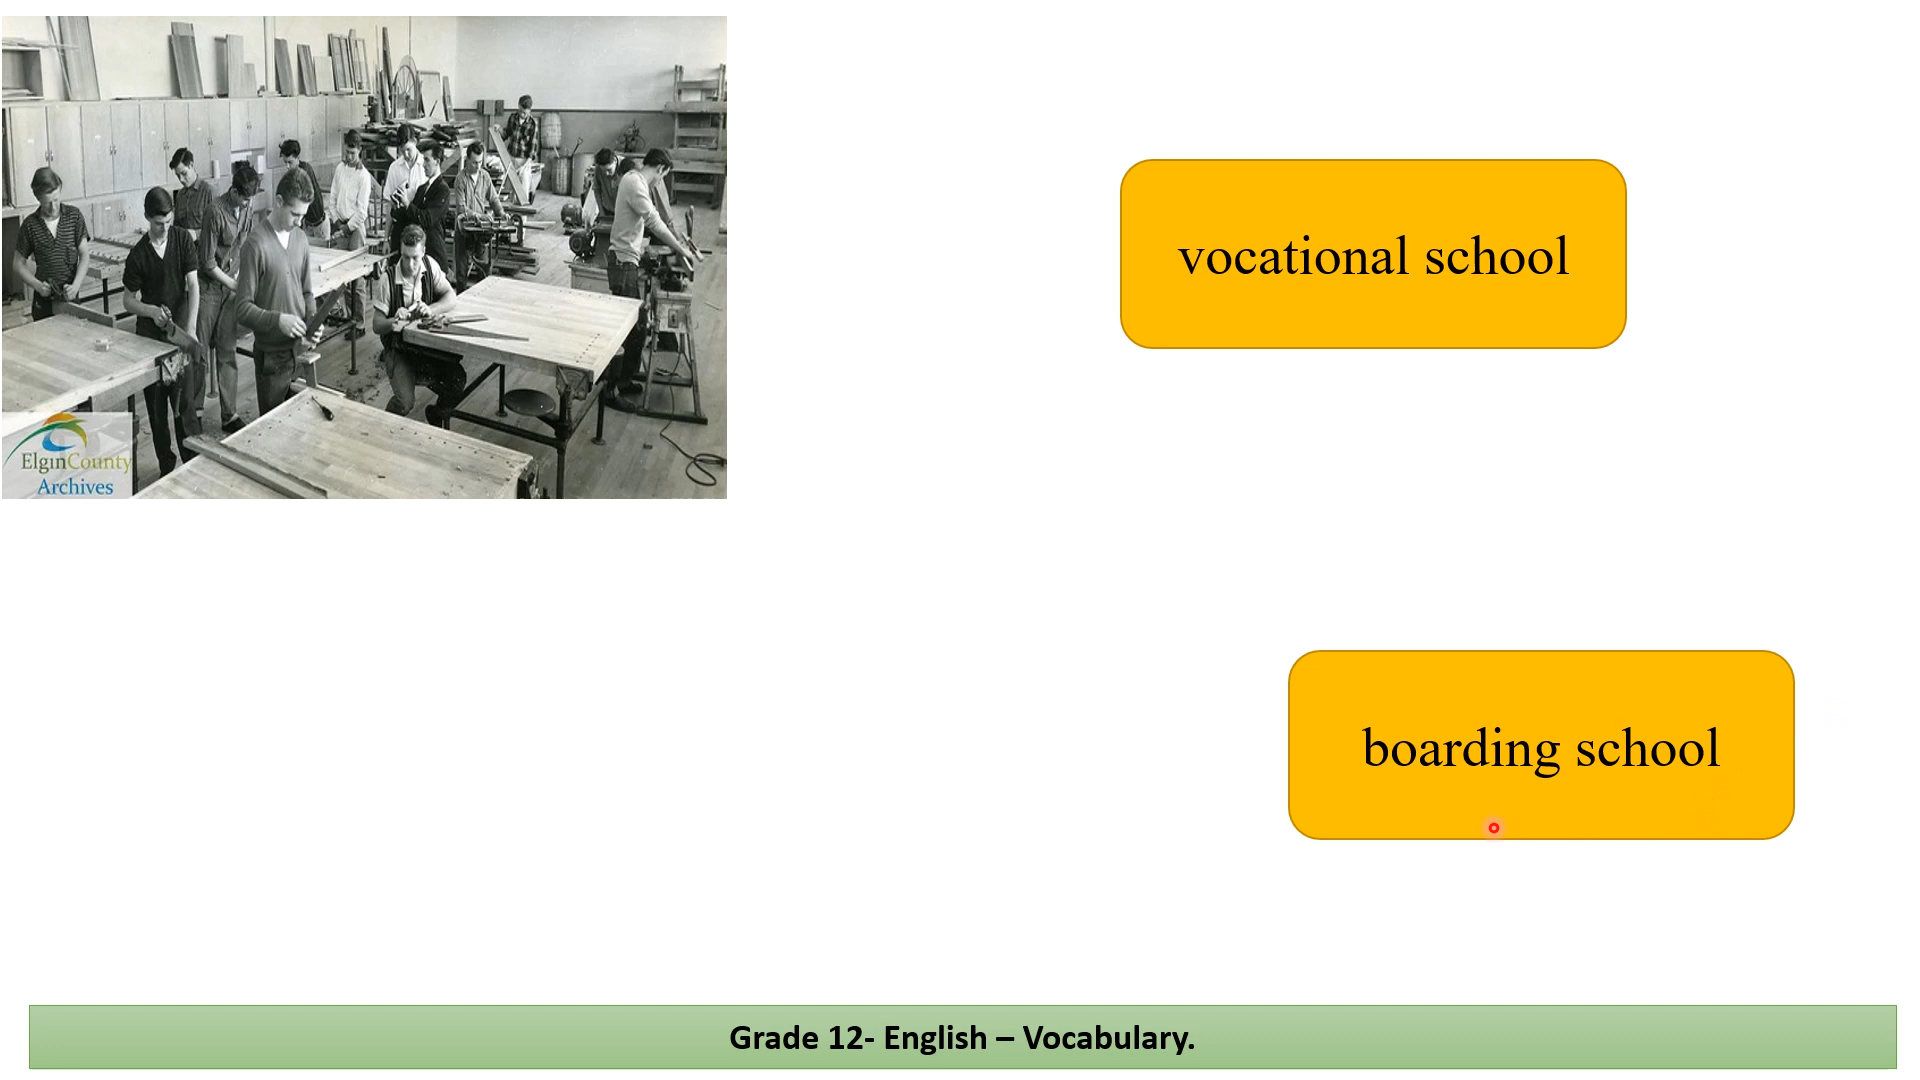 ElginCounty
Archives
vocational school
boarding school
Grade 12- English – Vocabulary.